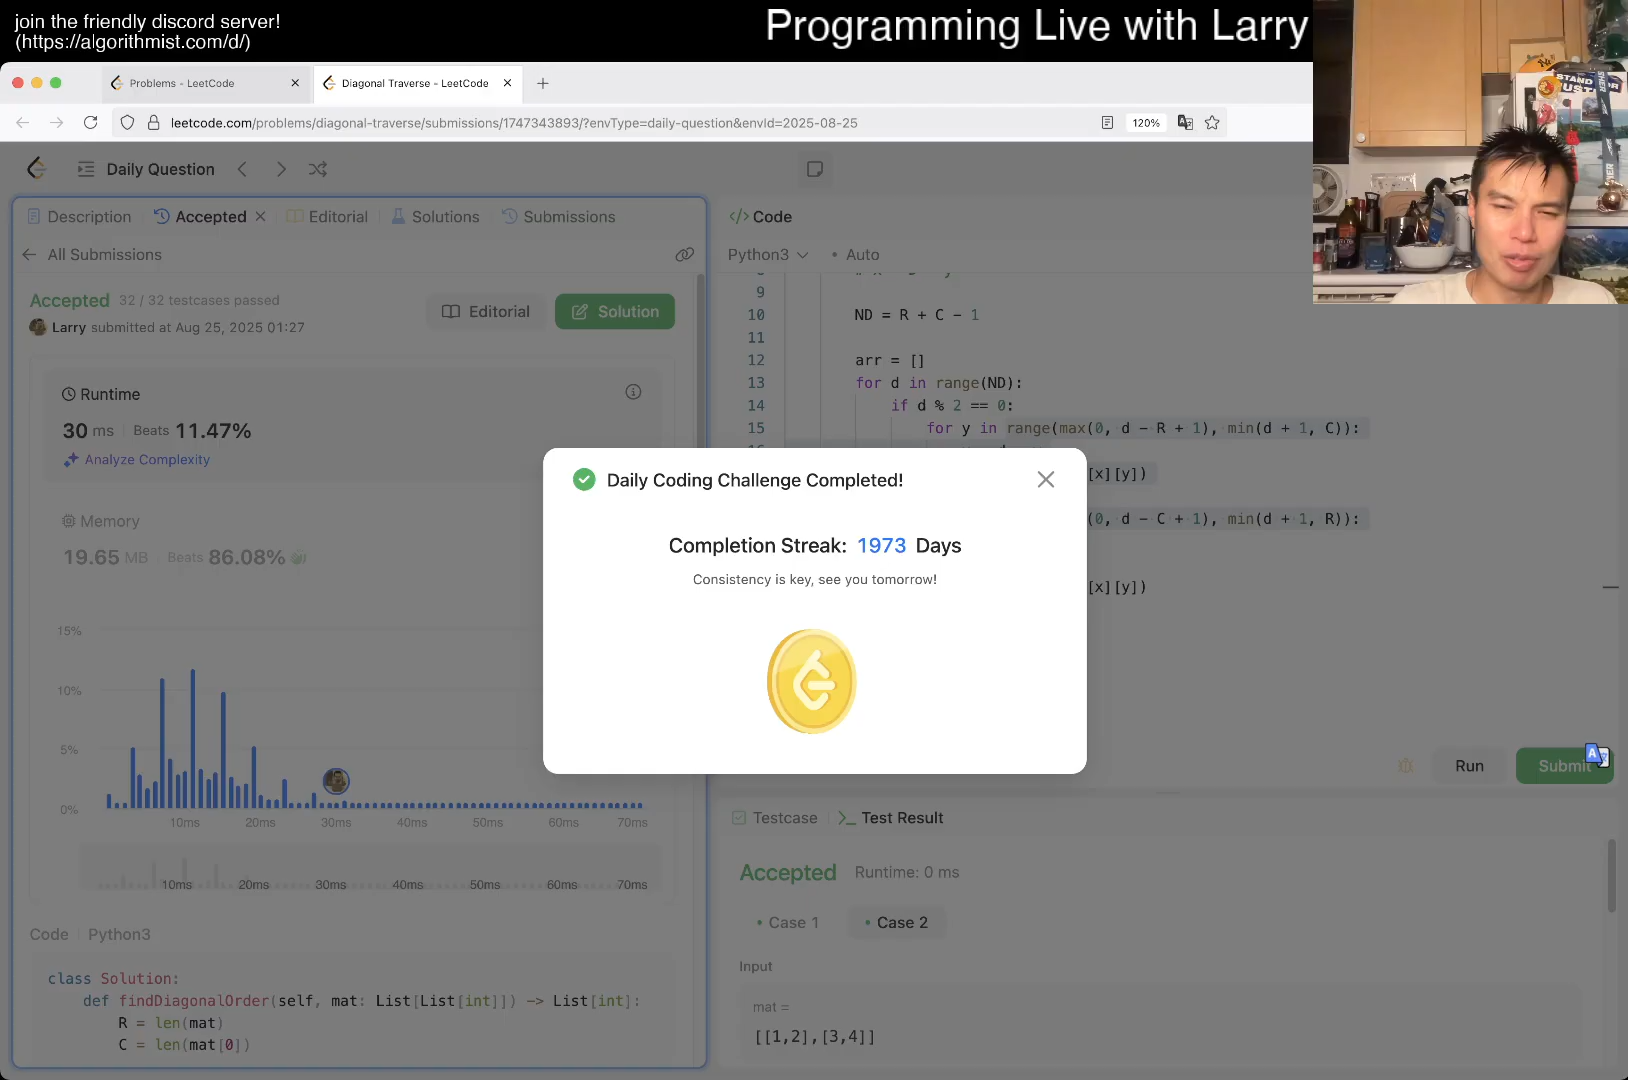 join the friendly discord server!
(https://algorithmist.com/d/)
Programming Live with Larry
Problems - LeetCode
Diagonal Traverse - LeetCode
leetcode.com/problems/diagonal-traverse/submissions/1747343893/?envType=daily-question&envId=2025-08-25
120%
Daily Question
Description
Accepted
Editorial
Solutions
Submissions
All Submissions
Accepted 32 / 32 testcases passed
Larry submitted at Aug 25, 2025 01:27
Editorial
Solution
Runtime
30 ms Beats 11.47%
Analyze Complexity
Memory
19.65 MB Beats 86.08%
15%
10%
5%
0%
10ms 20ms 30ms 40ms 50ms 60ms 70ms
10ms 20ms 30ms 40ms 50ms 60ms 70ms
Code Python3
class Solution:
def findDiagonalOrder(self, mat: List[List[int]]) -> List[int]:
R = len(mat)
C = len(mat[0])
</> Code
Python3 • Auto
9
10 ND = R + C - 1
11
12 arr = []
13 for d in range(ND):
14 if d % 2 == 0:
15 for y in range(max(0, d - R + 1), min(d + 1, C)):
[x][y])
(0, d - C + 1), min(d + 1, R)):
[x][y])
Daily Coding Challenge Completed!
Completion Streak: 1973 Days
Consistency is key, see you tomorrow!
Run
Submit
Testcase
Test Result
Accepted Runtime: 0 ms
• Case 1
• Case 2
Input
mat =
[[1,2],[3,4]]